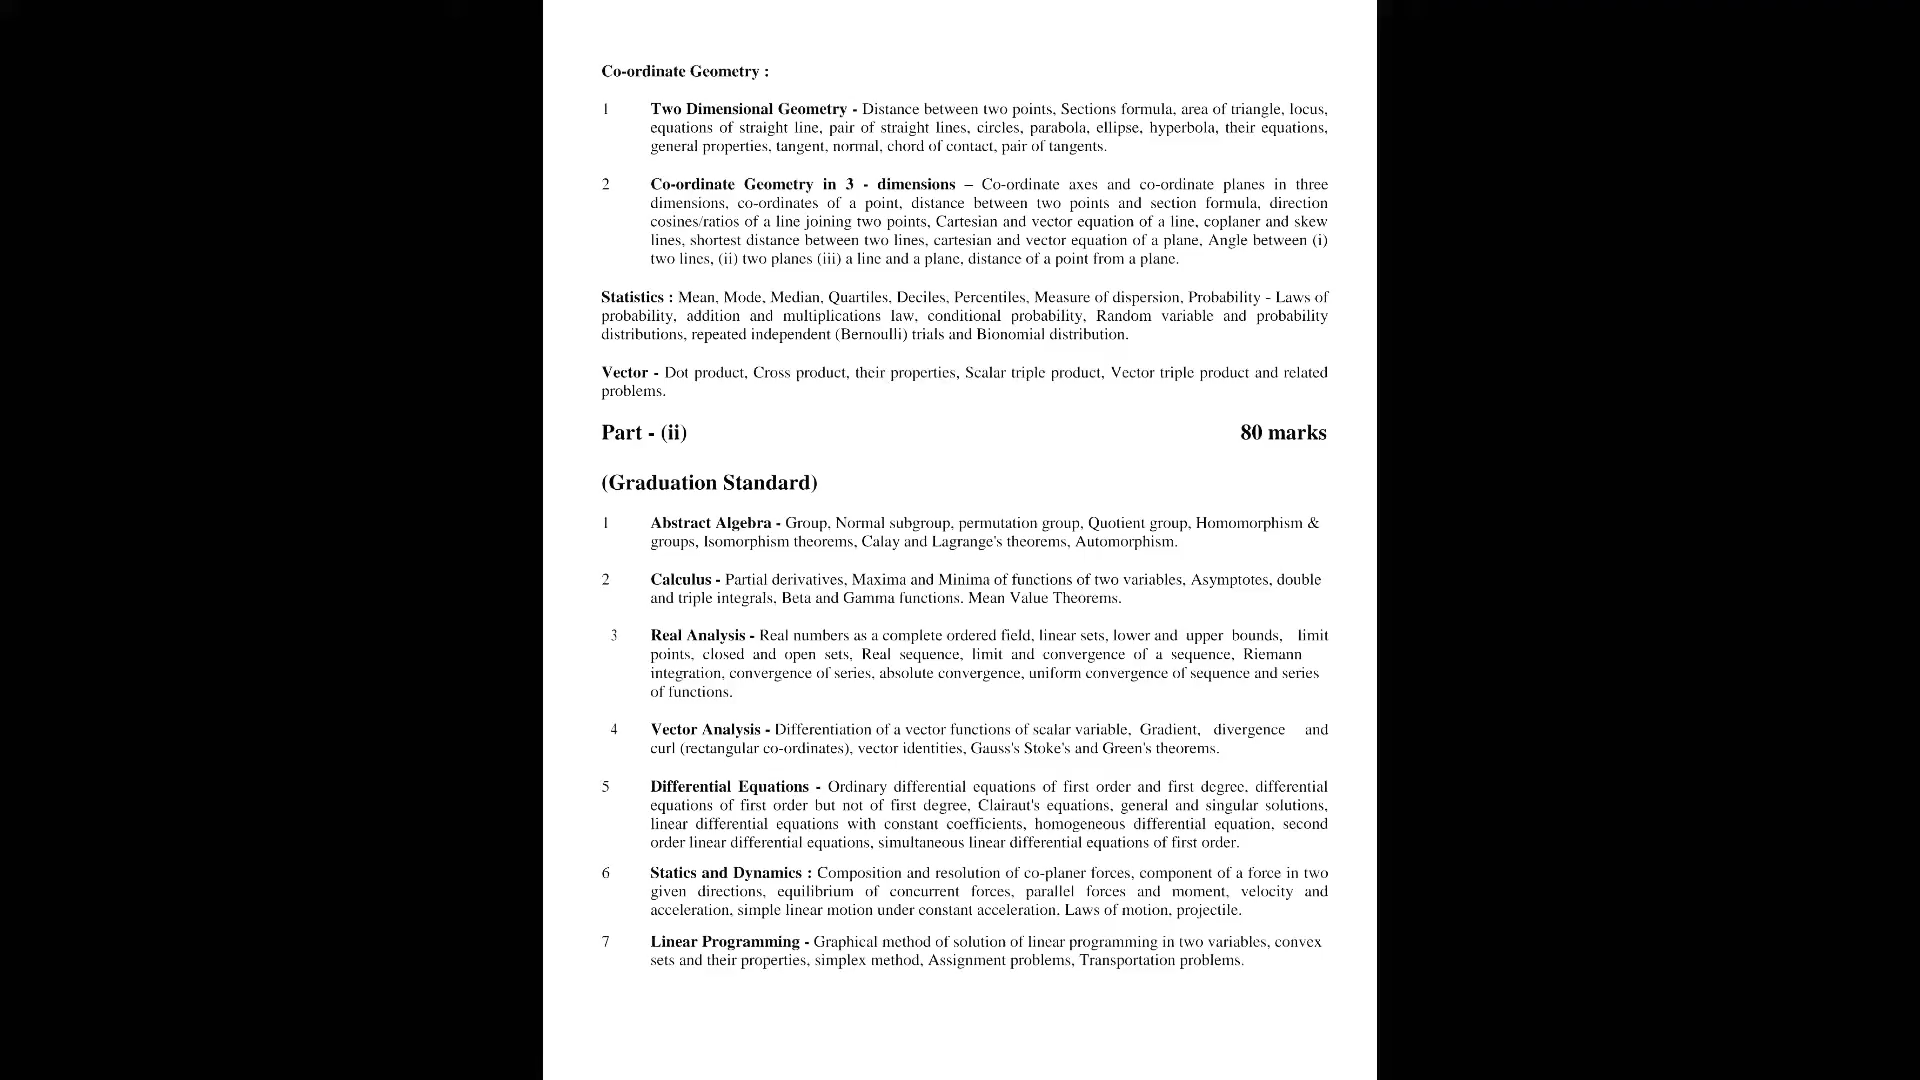 Co-ordinate Geometry :
1 Two Dimensional Geometry - Distance between two points, Sections formula, area of triangle, locus,
equations of straight line, pair of straight lines, circles, parabola, ellipse, hyperbola, their equations,
general properties, tangent, normal, chord of contact, pair of tangents.
2 Co-ordinate Geometry in 3 - dimensions – Co-ordinate axes and co-ordinate planes in three
dimensions, co-ordinates of a point, distance between two points and section formula, direction
cosines/ratios of a line joining two points, Cartesian and vector equation of a line, coplaner and skew
lines, shortest distance between two lines, cartesian and vector equation of a plane, Angle between (i)
two lines, (ii) two planes (iii) a line and a plane, distance of a point from a plane.
Statistics : Mean, Mode, Median, Quartiles, Deciles, Percentiles, Measure of dispersion, Probability - Laws of
probability, addition and multiplications law, conditional probability, Random variable and probability
distributions, repeated independent (Bernoulli) trials and Bionomial distribution.
Vector - Dot product, Cross product, their properties, Scalar triple product, Vector triple product and related
problems.
Part - (ii) 80 marks
(Graduation Standard)
1 Abstract Algebra - Group, Normal subgroup, permutation group, Quotient group, Homomorphism &
groups, Isomorphism theorems, Calay and Lagrange's theorems, Automorphism.
2 Calculus - Partial derivatives, Maxima and Minima of functions of two variables, Asymptotes, double
and triple integrals, Beta and Gamma functions. Mean Value Theorems.
3 Real Analysis - Real numbers as a complete ordered field, linear sets, lower and upper bounds, limit
points, closed and open sets, Real sequence, limit and convergence of a sequence, Riemann
integration, convergence of series, absolute convergence, uniform convergence of sequence and series
of functions.
4 Vector Analysis - Differentiation of a vector functions of scalar variable, Gradient, divergence and
curl (rectangular co-ordinates), vector identities, Gauss's Stoke's and Green's theorems.
5 Differential Equations - Ordinary differential equations of first order and first degree, differential
equations of first order but not of first degree, Clairaut's equations, general and singular solutions,
linear differential equations with constant coefficients, homogeneous differential equation, second
order linear differential equations, simultaneous linear differential equations of first order.
6 Statics and Dynamics : Composition and resolution of co-planer forces, component of a force in two
given directions, equilibrium of concurrent forces, parallel forces and moment, velocity and
acceleration, simple linear motion under constant acceleration, Laws of motion, projectile.
7 Linear Programming - Graphical method of solution of linear programming in two variables, convex
sets and their properties, simplex method, Assignment problems, Transportation problems.